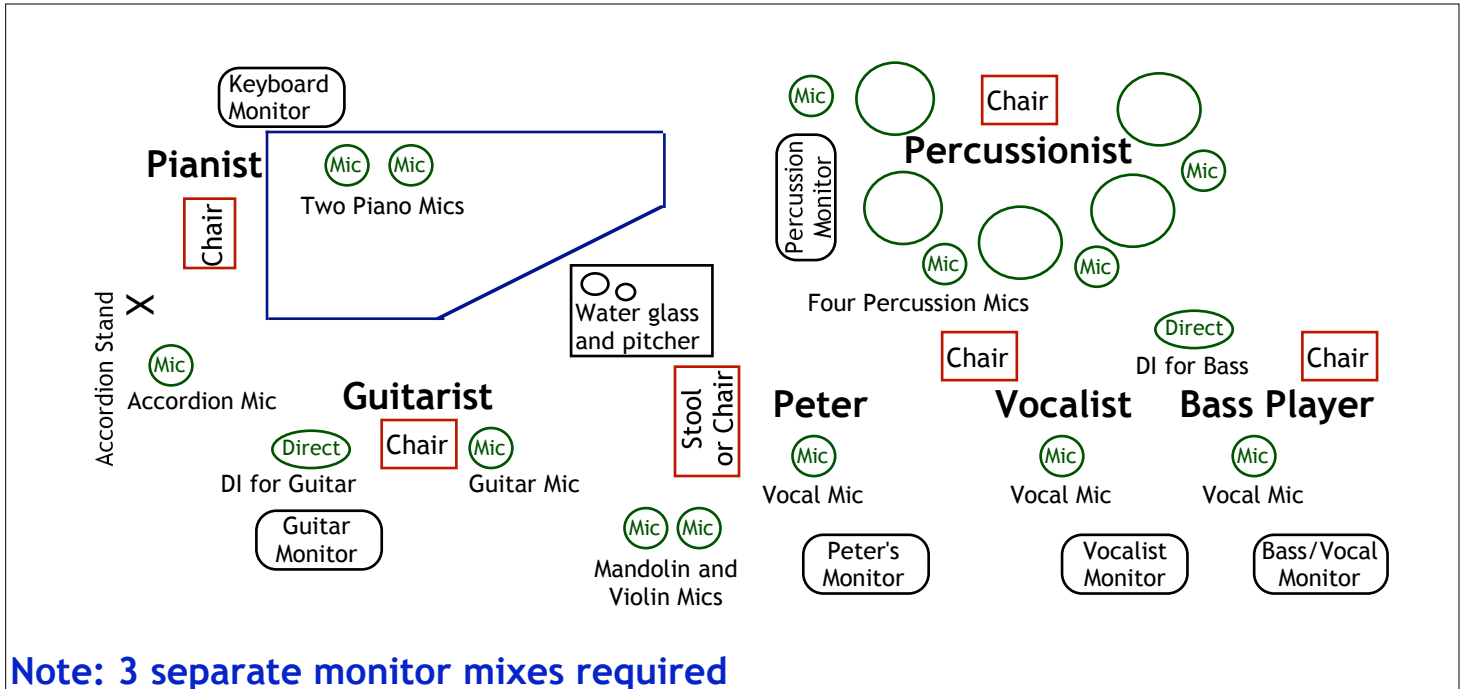 Keyboard
Monitor
Pianist
Mic
Mic
Two Piano Mics
Chair
Accordion Stand
X
Mic
Accordion Mic
Water glass
and pitcher
Guitarist
Chair
Direct
DI for Guitar
Mic
Guitar Mic
Guitar
Monitor
Stool
or Chair
Mic
Mic
Mandolin and
Violin Mics
Mic
Chair
Percussionist
Percussion
Monitor
Mic
Mic
Mic
Four Percussion Mics
Chair
Peter
Mic
Vocal Mic
Peter's
Monitor
Vocalist
Mic
Vocal Mic
Vocalist
Monitor
Direct
DI for Bass
Chair
Bass Player
Mic
Vocal Mic
Bass/Vocal
Monitor
Note: 3 separate monitor mixes required